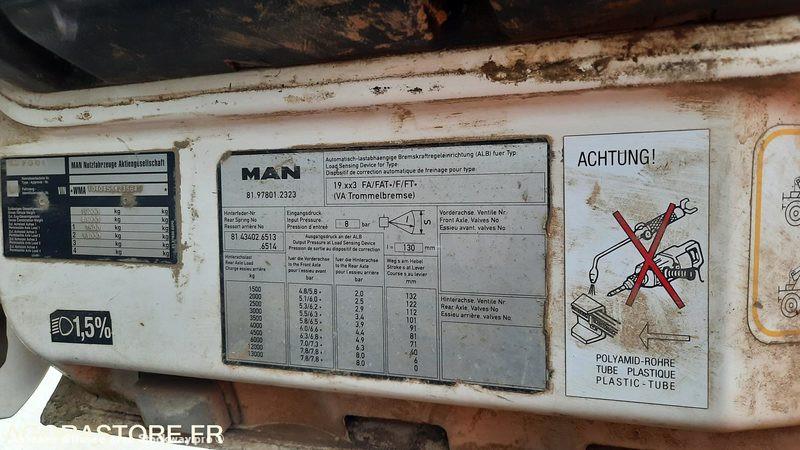 MAN Nutzfahrzeuge Aktiengesellschaft
VIN WMA
kg
kg
1 kg
2 kg
3 kg
4 kg
1,5%
MAN
81.97801.2323
Automatisch-lastabhaengige Bremskraftregeleinrichtung (ALB) fuer Typ
Load Sensing Device for Type.
Dispositif de correction automatique de freinage pour type.
19.xx3 FA/FAT•/F/FT•
(VA Trommelbremse)
Hinterfeder-Nr
Rear Spring No
Ressort arrière
81.43402 6513
6514
Eingangsdruck.
Input Pressure.
Pression d'entrée
8 bar
S
Ausgangsdruck an der ALB
Output Pressure at Load Sensing Device
Pression de sortie au dispositif de correction
l = 130 mm
Vorderachse. Ventile Nr
Front Axle. Valves No
Essieu avant. valves No
Hinterachslast
Rear Axle Load
Charge essieu arrière
kg
fuer die Vorderachse
to the Front Axle
pour l'essieu avant
bar
fuer die Hinterachse
to the Rear Axle
pour l'essieu arrière
bar
Weg s am Hebel
Stroke s at Lever
Course s au levier
mm
1500 4.8/5.8• 2.0 132
2000 5.1/6.0• 2.5 122
2500 5.3/6.2• 2.9 112
3000 5.5/6.3• 3.4 101
3500 5.8/6.5• 3.9 91
4000 6.0/6.6• 4.4 81
4500 6.3/6.8• 4.9 71
6000 7.0/7.3• 6.3 40
12000 7.8/7.8• 8.0 6
13000 7.8/7.8• 8.0 0
Hinterachse. Ventile Nr
Rear Axle. Valves No
Essieu arrière. valves No
ACHTUNG!
POLYAMID-ROHRE
TUBE PLASTIQUE
PLASTIC-TUBE
AGORASTORE.FR